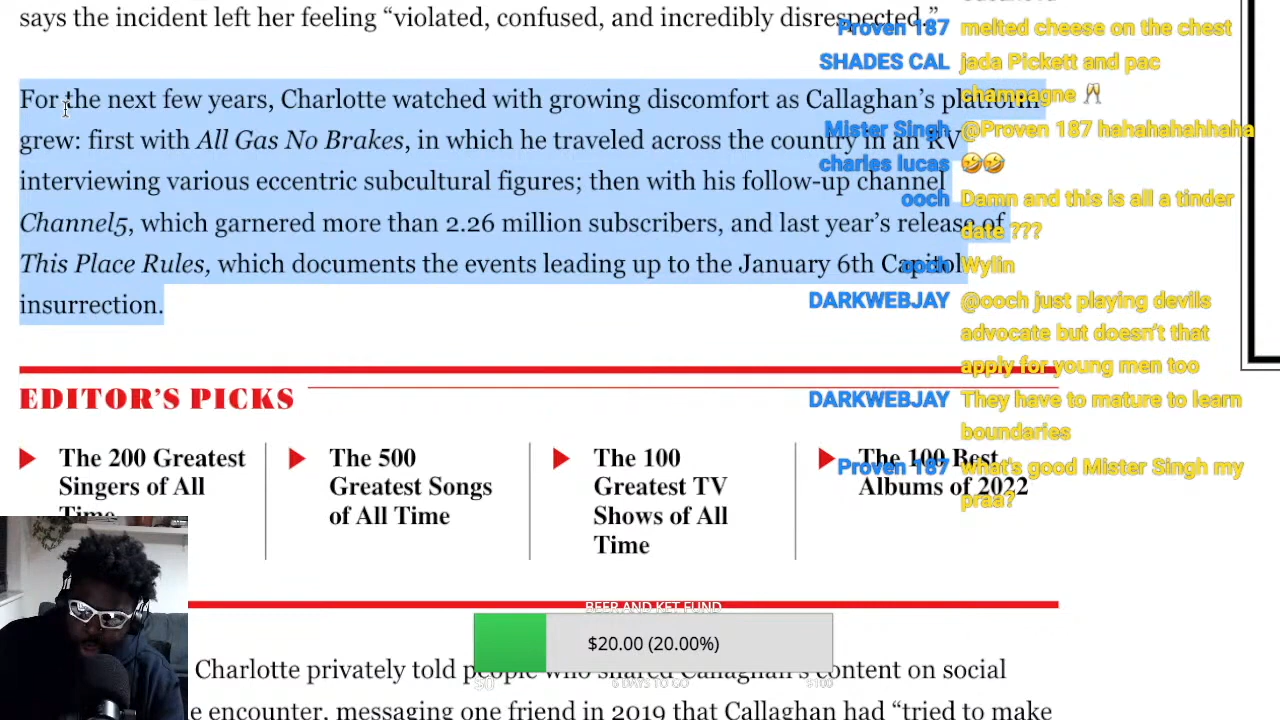 says the incident left her feeling “violated, confused, and incredibly disrespected.”
For the next few years, Charlotte watched with growing discomfort as Callaghan’s platform
grew: first with All Gas No Brakes, in which he traveled across the country in an RV
interviewing various eccentric subcultural figures; then with his follow-up channel
Channel5, which garnered more than 2.26 million subscribers, and last year’s release of
This Place Rules, which documents the events leading up to the January 6th Capitol
insurrection.
EDITOR’S PICKS
The 200 Greatest
Singers of All
Time
The 500
Greatest Songs
of All Time
The 100
Greatest TV
Shows of All
Time
The 100 Best
Albums of 2022
Charlotte privately told people who shared Callaghan’s content on social
e encounter, messaging one friend in 2019 that Callaghan had “tried to make
Proven 187 melted cheese on the chest
SHADES CAL jada Pickett and pac
champagne 🥂
Mister Singh @Proven 187 hahahahahhaha
charles lucas 🤣🤣
ooch Damn and this is all a tinder
date ???
ooch Wylin
DARKWEBJAY @ooch just playing devils
advocate but doesn’t that
apply for young men too
DARKWEBJAY They have to mature to learn
boundaries
Proven 187 what’s good Mister Singh my
praa?
BEER AND KET FUND
$20.00 (20.00%)
$0 6 DAYS TO GO $100